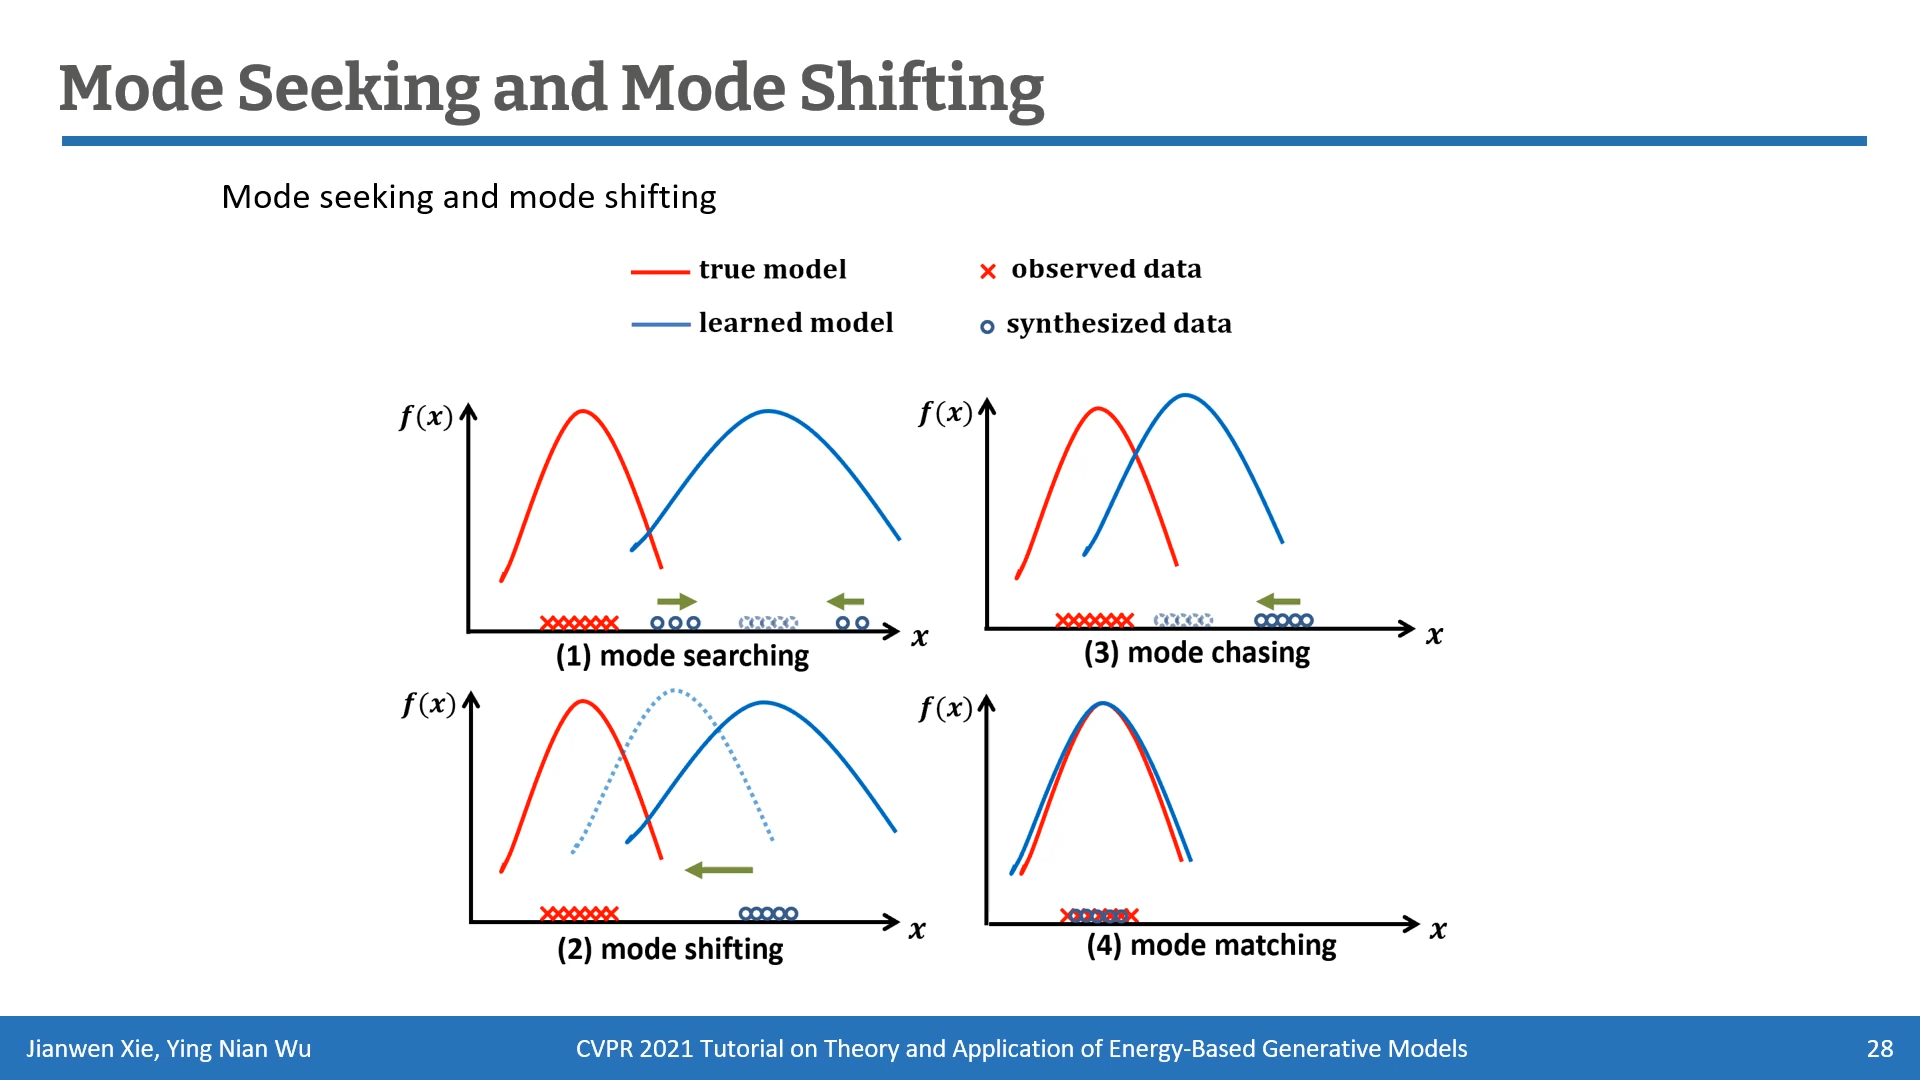 Mode Seeking and Mode Shifting
Mode seeking and mode shifting
true model
observed data
learned model
synthesized data
f(x)
x
(1) mode searching
f(x)
x
(3) mode chasing
f(x)
x
(2) mode shifting
f(x)
x
(4) mode matching
Jianwen Xie, Ying Nian Wu
CVPR 2021 Tutorial on Theory and Application of Energy-Based Generative Models
28